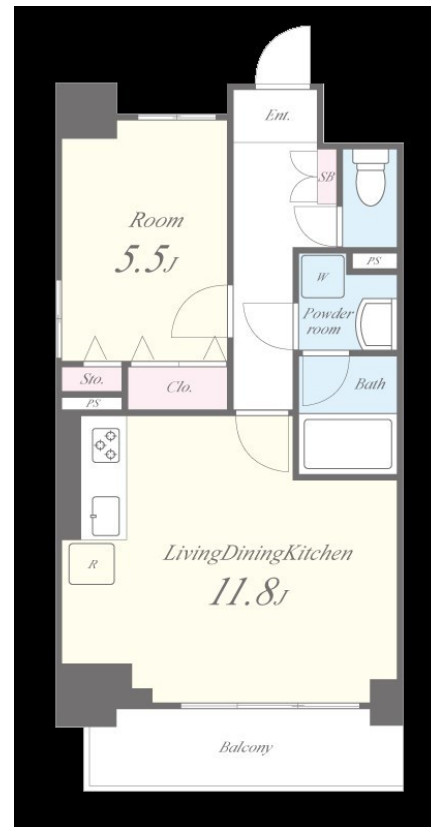 Ent.
SB
Room
5.5J
PS
W
Powder
room
Sto.
Clo.
Bath
PS
LivingDiningKitchen
R
11.8J
Balcony